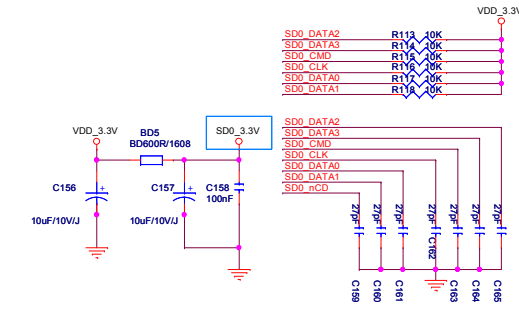 VDD_3.3V
SD0_DATA2 R113 10K
SD0_DATA3 R114 10K
SD0_CMD R115 10K
SD0_CLK R116 10K
SD0_DATA0 R117 10K
SD0_DATA1 R118 10K
VDD_3.3V
BD5
BD600R/1608
SD0_3.3V
C156
10uF/10V/J
C157
10uF/10V/J
C158
100nF
SD0_DATA2
SD0_DATA3
SD0_CMD
SD0_CLK
SD0_DATA0
SD0_DATA1
SD0_nCD
27pF
27pF
27pF
27pF
27pF
27pF
27pF
C159
C160
C161
C162
C163
C164
C165